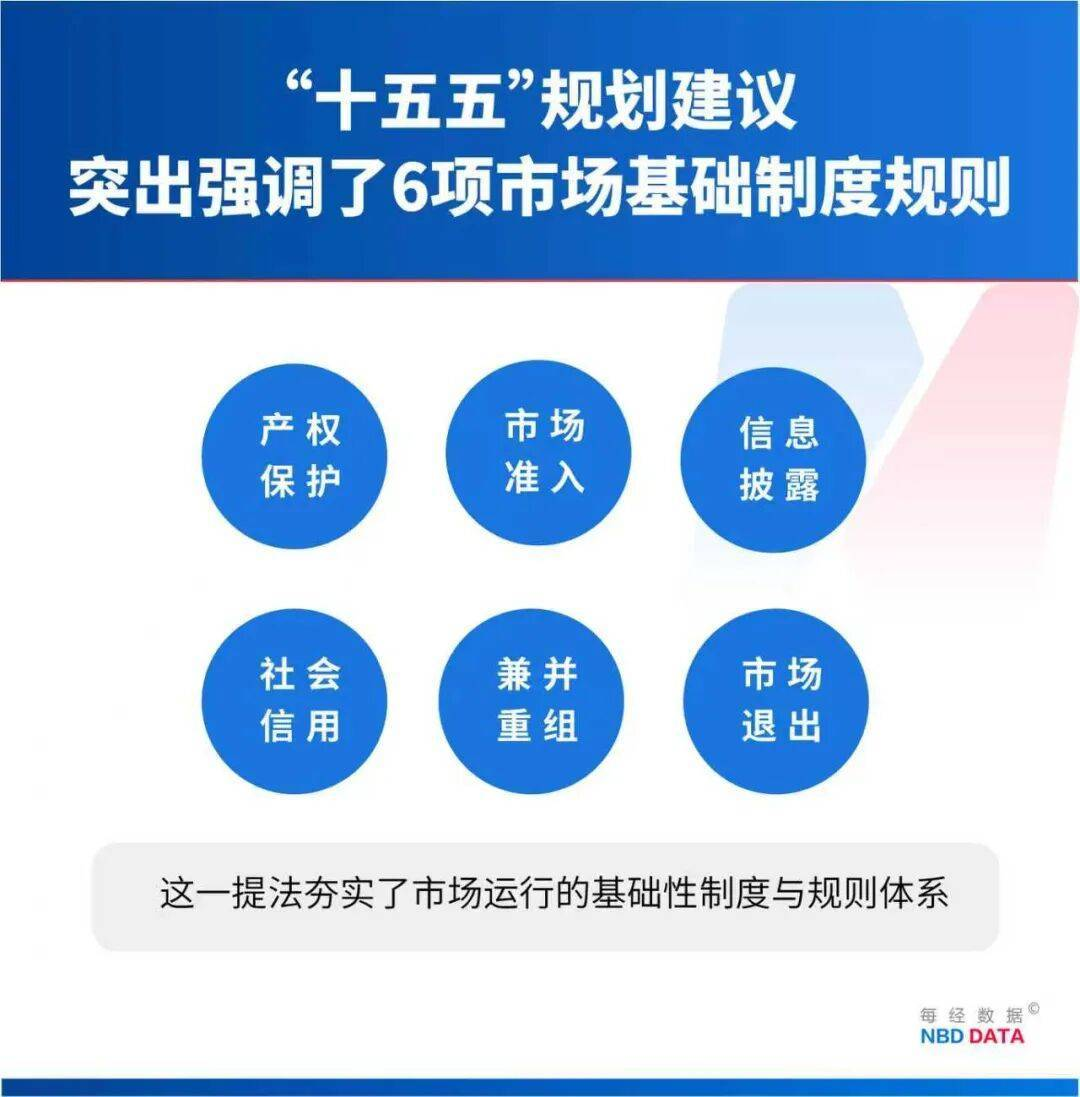 “十五五”规划建议
突出强调了6项市场基础制度规则
产权
保护
市场
准入
信息
披露
社会
信用
兼并
重组
市场
退出
这一提法夯实了市场运行的基础性制度与规则体系
每经数据©
NBD DATA